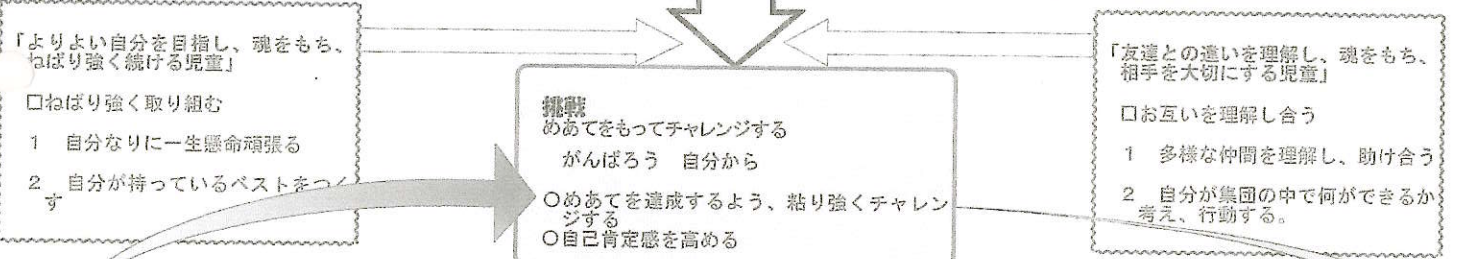 「よりよい自分を目指し、魂をもち、
ねばり強く続ける児童」
□ねばり強く取り組む
1 自分なりに一生懸命頑張る
2 自分が持っているベストをつく
す
挑戦
めあてをもってチャレンジする
がんばろう 自分から
○めあてを達成するよう、粘り強くチャレン
ジする
○自己肯定感を高める
「友達との違いを理解し、魂をもち、
相手を大切にする児童」
□お互いを理解し合う
1 多様な仲間を理解し、助け合う
2 自分が集団の中で何ができるか
考え、行動する。